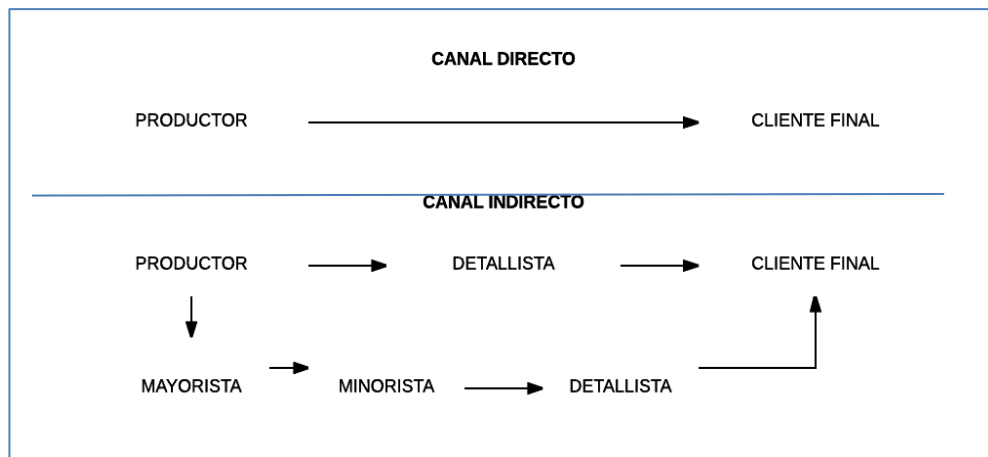 CANAL DIRECTO
PRODUCTOR CLIENTE FINAL
CANAL INDIRECTO
PRODUCTOR DETALLISTA CLIENTE FINAL
MAYORISTA MINORISTA DETALLISTA